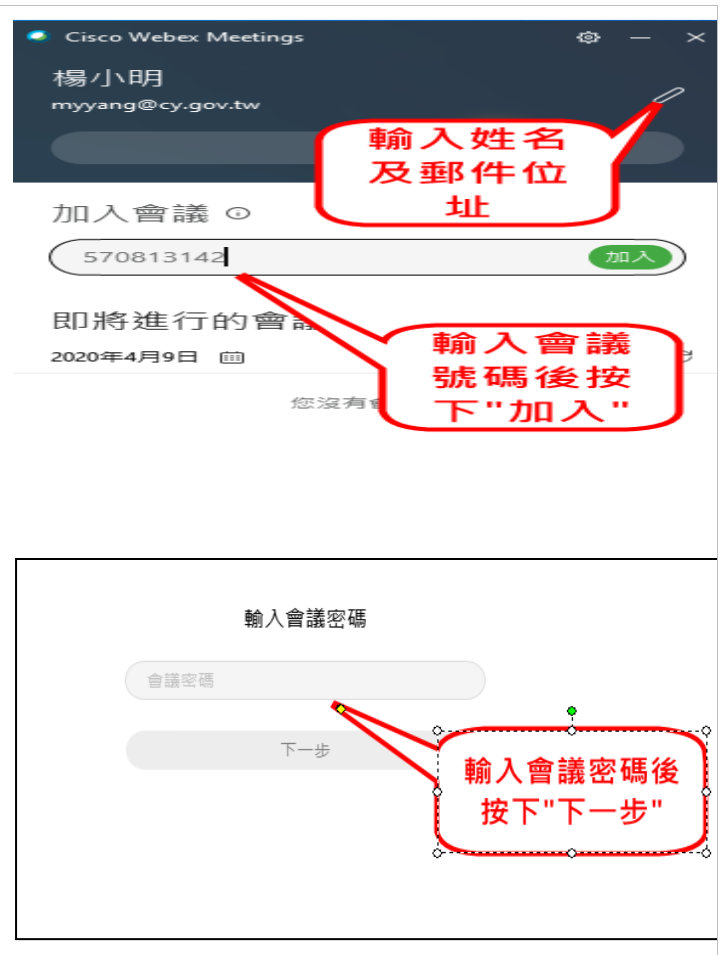 Cisco Webex Meetings
楊小明
myyang@cy.gov.tw
輸入姓名
及郵件位
址
加入會議
570813142
加入
即將進行的會
2020年4月9日
輸入會議
號碼後按
下"加入"
您沒有
輸入會議密碼
會議密碼
下一步
輸入會議密碼後
按下"下一步"